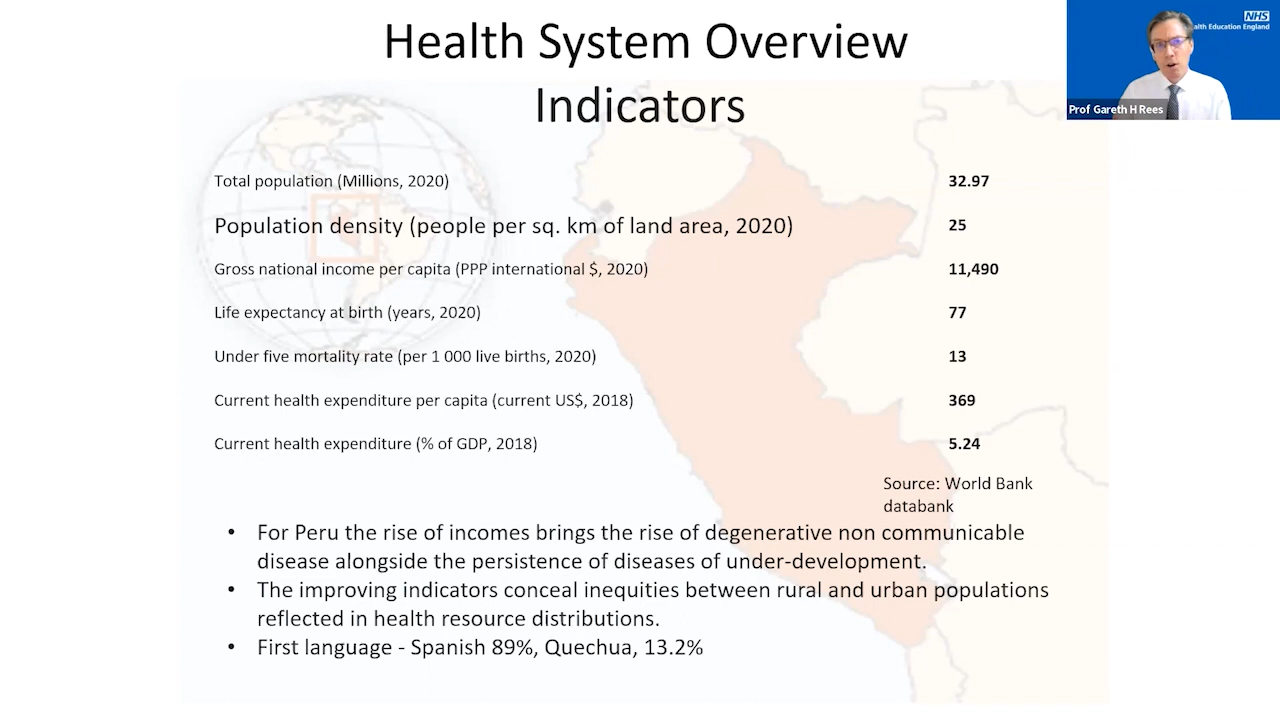 Health System Overview
Indicators
NHS
alth Education England
Prof Gareth H Rees
Total population (Millions, 2020) 32.97
Population density (people per sq. km of land area, 2020) 25
Gross national income per capita (PPP international $, 2020) 11,490
Life expectancy at birth (years, 2020) 77
Under five mortality rate (per 1 000 live births, 2020) 13
Current health expenditure per capita (current US$, 2018) 369
Current health expenditure (% of GDP, 2018) 5.24
Source: World Bank
databank
• For Peru the rise of incomes brings the rise of degenerative non communicable
disease alongside the persistence of diseases of under-development.
• The improving indicators conceal inequities between rural and urban populations
reflected in health resource distributions.
• First language - Spanish 89%, Quechua, 13.2%